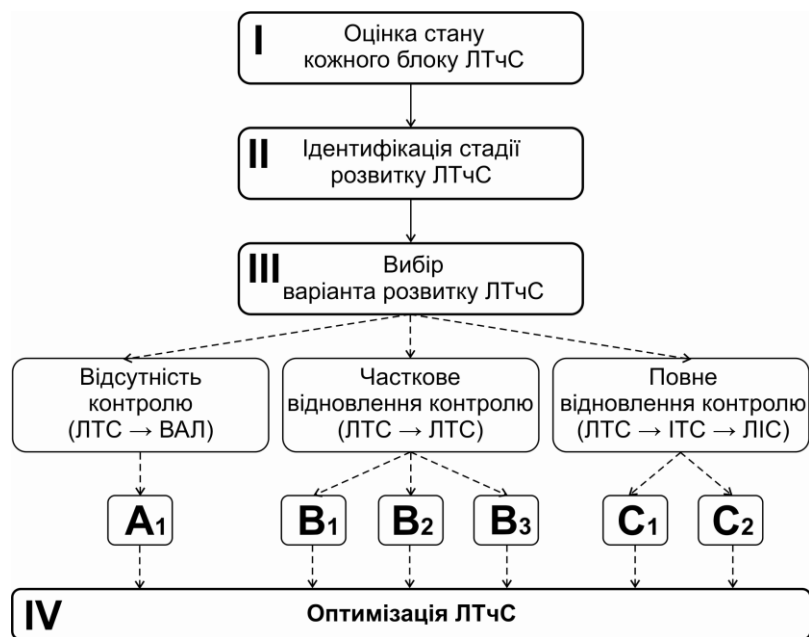 I
Оцінка стану
кожного блоку ЛТчС
II
Ідентифікація стадії
розвитку ЛТчС
III
Вибір
варіанта розвитку ЛТчС
Відсутність
контролю
(ЛТС → ВАЛ)
Часткове
відновлення контролю
(ЛТС → ЛТС)
Повне
відновлення контролю
(ЛТС → ІТС → ЛІС)
A1
B1
B2
B3
C1
C2
IV
Оптимізація ЛТчС